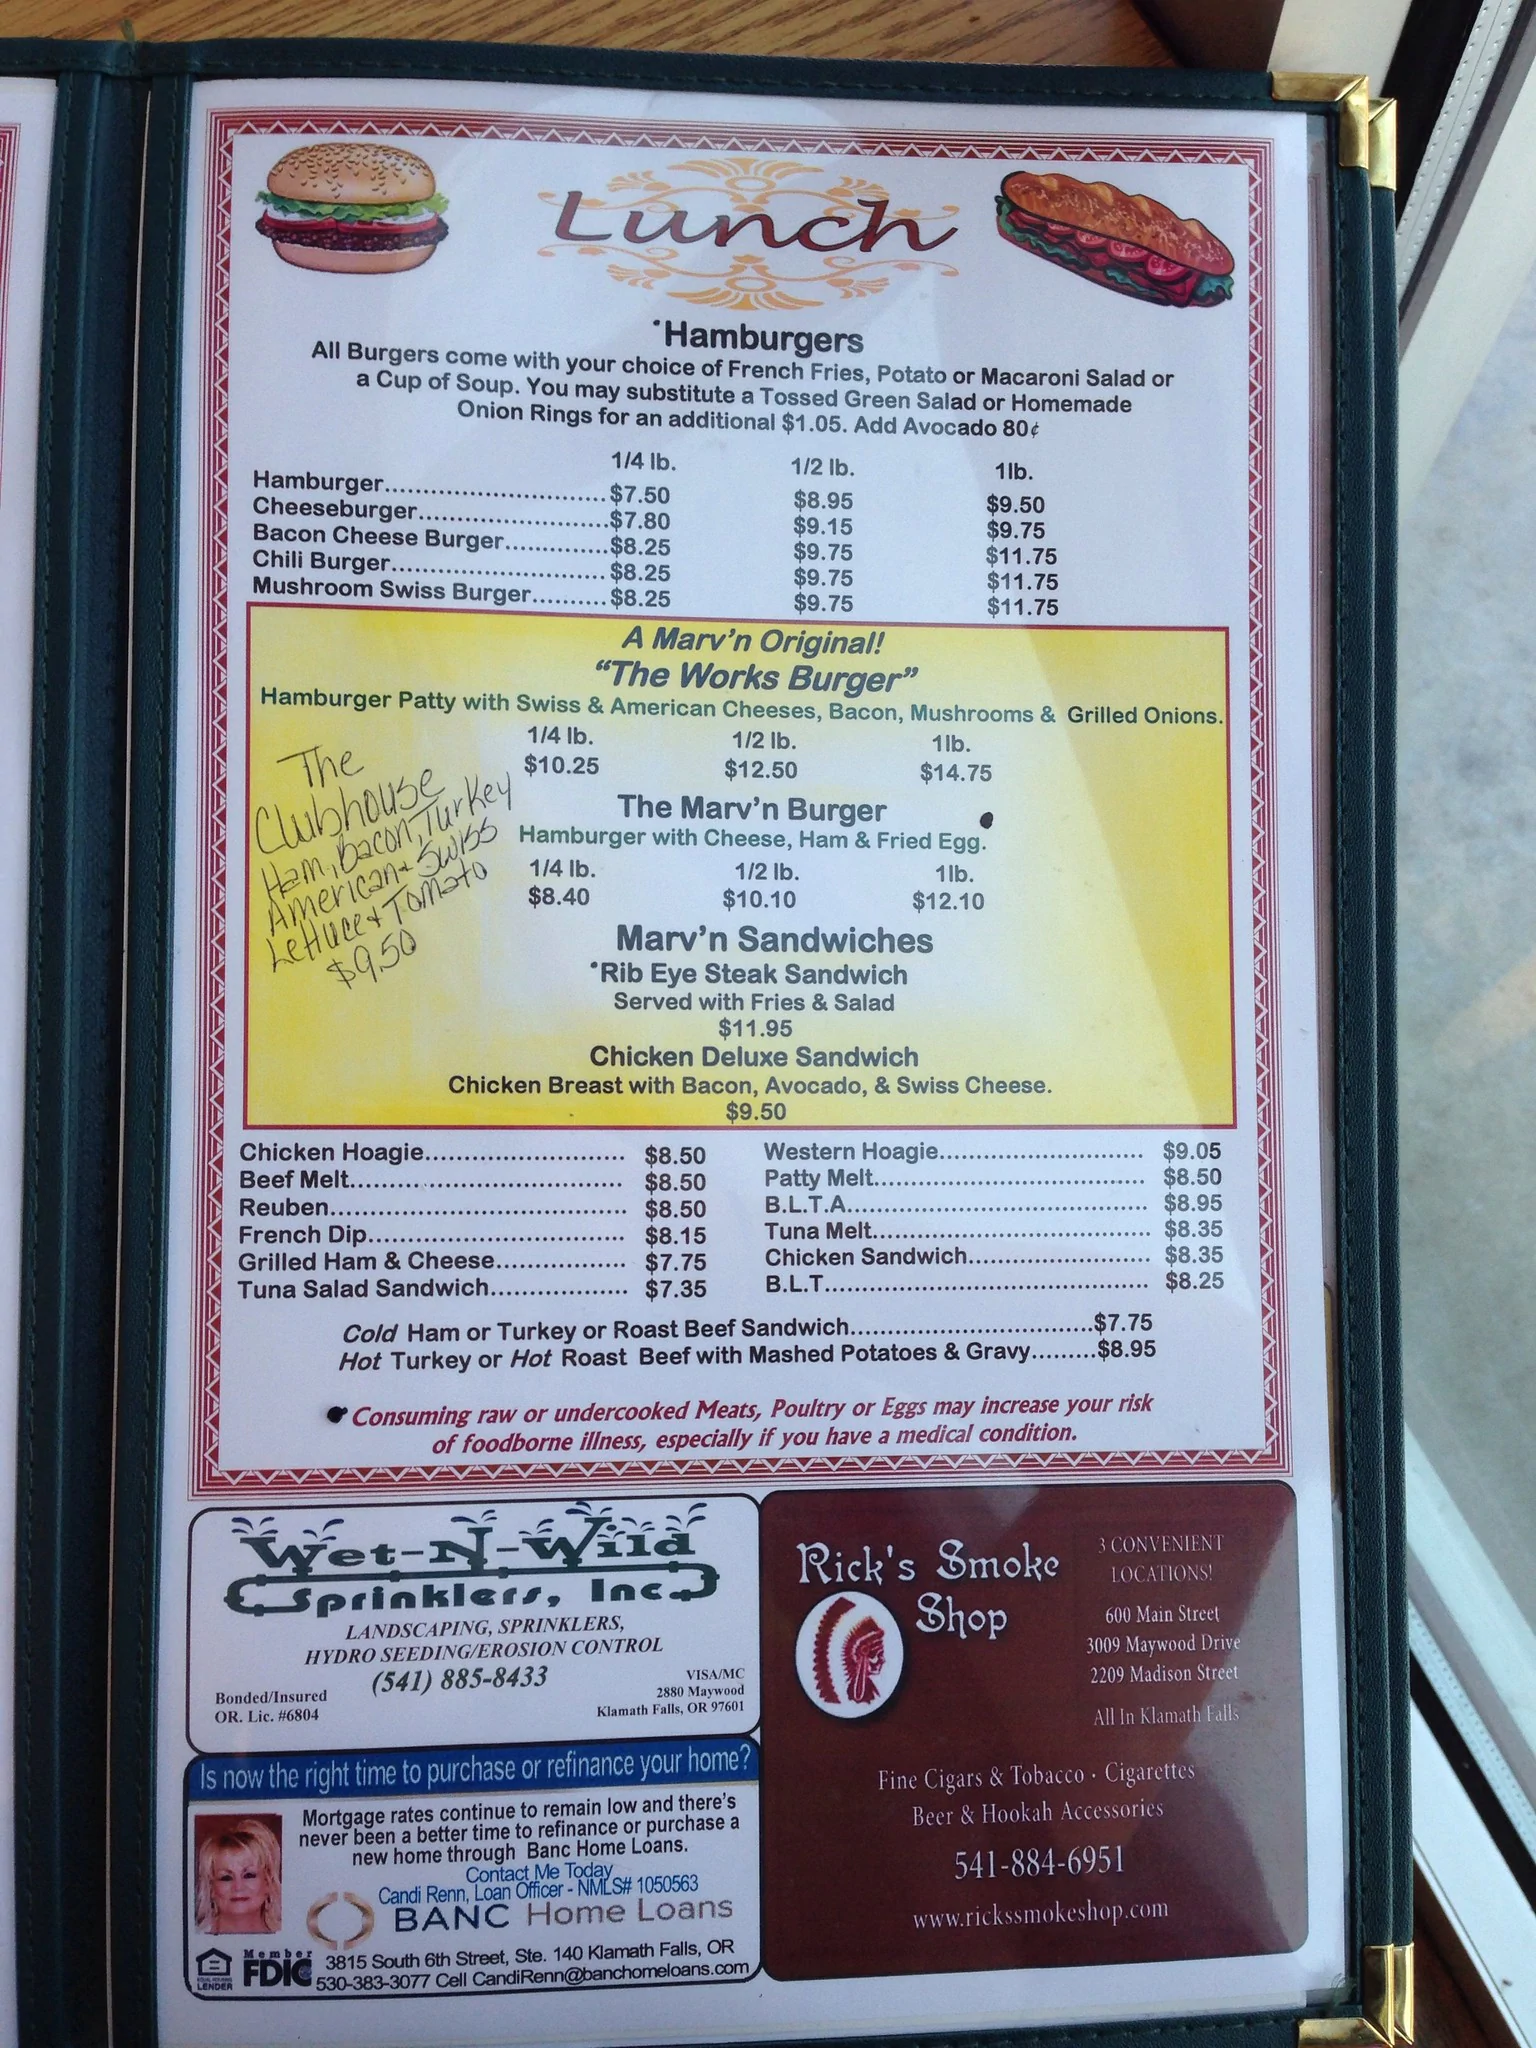 Lunch
*Hamburgers
All Burgers come with your choice of French Fries, Potato or Macaroni Salad or
a Cup of Soup. You may substitute a Tossed Green Salad or Homemade
Onion Rings for an additional $1.05. Add Avocado 80¢
1/4 lb. 1/2 lb. 1lb.
Hamburger..............................$7.50 $8.95 $9.50
Cheeseburger..........................$7.80 $9.15 $9.75
Bacon Cheese Burger..............$8.25 $9.75 $11.75
Chili Burger.............................$8.25 $9.75 $11.75
Mushroom Swiss Burger..........$8.25 $9.75 $11.75
A Marv'n Original!
"The Works Burger"
Hamburger Patty with Swiss & American Cheeses, Bacon, Mushrooms & Grilled Onions.
1/4 lb. 1/2 lb. 1lb.
$10.25 $12.50 $14.75
The Marv'n Burger
Hamburger with Cheese, Ham & Fried Egg.
1/4 lb. 1/2 lb. 1lb.
$8.40 $10.10 $12.10
The
Clubhouse
Ham, Bacon, Turkey
American & Swiss
Lettuce & Tomato
$9.50
Marv'n Sandwiches
*Rib Eye Steak Sandwich
Served with Fries & Salad
$11.95
Chicken Deluxe Sandwich
Chicken Breast with Bacon, Avocado, & Swiss Cheese.
$9.50
Chicken Hoagie.......................... $8.50
Beef Melt................................... $8.50
Reuben...................................... $8.50
French Dip................................. $8.15
Grilled Ham & Cheese................. $7.75
Tuna Salad Sandwich.................. $7.35
Western Hoagie........................... $9.05
Patty Melt.................................... $8.50
B.L.T.A........................................ $8.95
Tuna Melt.................................... $8.35
Chicken Sandwich........................ $8.35
B.L.T........................................... $8.25
Cold Ham or Turkey or Roast Beef Sandwich................................$7.75
Hot Turkey or Hot Roast Beef with Mashed Potatoes & Gravy.........$8.95
Consuming raw or undercooked Meats, Poultry or Eggs may increase your risk
of foodborne illness, especially if you have a medical condition.
Wet-N-Wild
Sprinklers, Inc.
LANDSCAPING, SPRINKLERS,
HYDRO SEEDING/EROSION CONTROL
(541) 885-8433
Bonded/Insured
OR. Lic. #6804
VISA/MC
2880 Maywood
Klamath Falls, OR 97601
Is now the right time to purchase or refinance your home?
Mortgage rates continue to remain low and there's
never been a better time to refinance or purchase a
new home through Banc Home Loans.
Contact Me Today
Candi Renn, Loan Officer - NMLS# 1050563
BANC Home Loans
EQUAL HOUSING
LENDER
Member
FDIC
3815 South 6th Street, Ste. 140 Klamath Falls, OR
530-383-3077 Cell CandiRenn@banchomeloans.com
Rick's Smoke
Shop
3 CONVENIENT
LOCATIONS!
600 Main Street
3009 Maywood Drive
2209 Madison Street
All In Klamath Falls
Fine Cigars & Tobacco · Cigarettes
Beer & Hookah Accessories
541-884-6951
www.rickssmokeshop.com